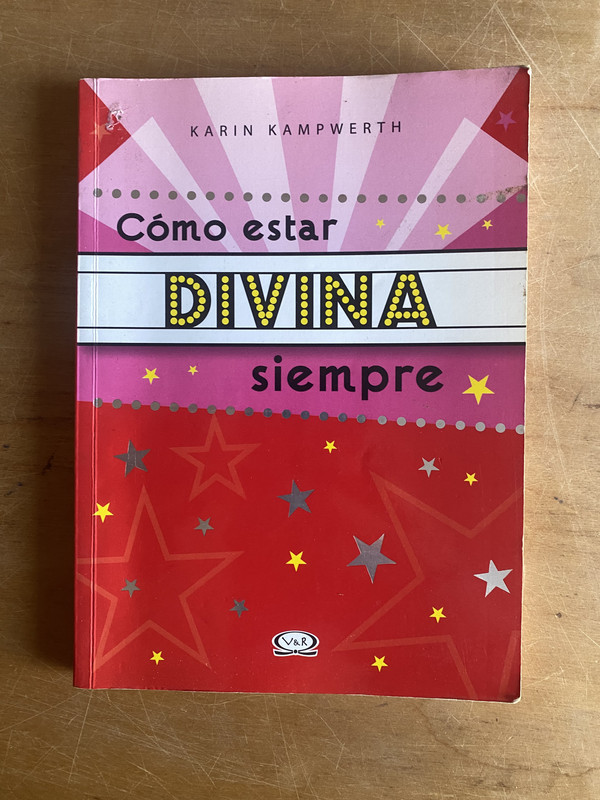 KARIN KAMPWERTH
Cómo estar
DIVINA
siempre
V&R